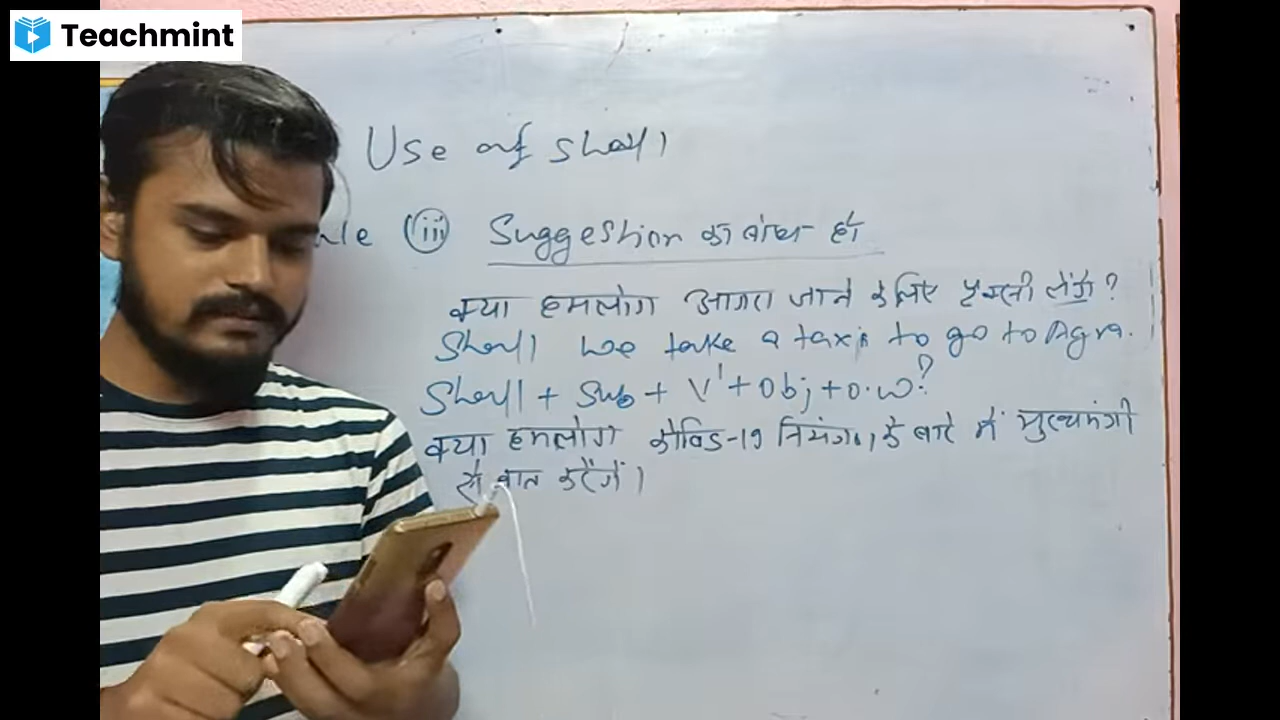 Teachmint
Use of Shall
Rule (iii) Suggestion का बोध हो
क्या हमलोग आगरा जाने के लिए टैक्सी लेंगे ?
Shall we take a taxi to go to Agra.
Shall + Sub + V¹ + Obj + O.W ?
क्या हमलोग कोविड-19 नियंत्रण के बारे में मुख्यमंत्री
से बात करेंगें ।